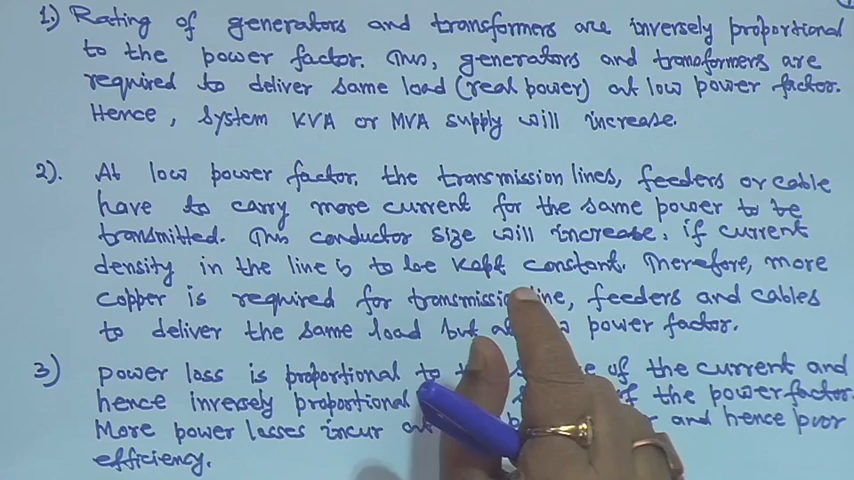 1.) Rating of generators and transformers are inversely proportional
to the power factor. Thus, generators and transformers are
required to deliver same load (real power) at low power factor.
Hence, system KVA or MVA supply will increase.
2). At low power factor, the transmission lines, feeders or cable
have to carry more current for the same power to be
transmitted. Thus conductor size will increase, if current
density in the line is to be kept constant. Therefore, more
copper is required for transmission line, feeders and cables
to deliver the same load but at power factor.
3) Power loss is proportional to of the current and
hence inversely proportional of the power factor.
More power losses incur at and hence poor
efficiency.